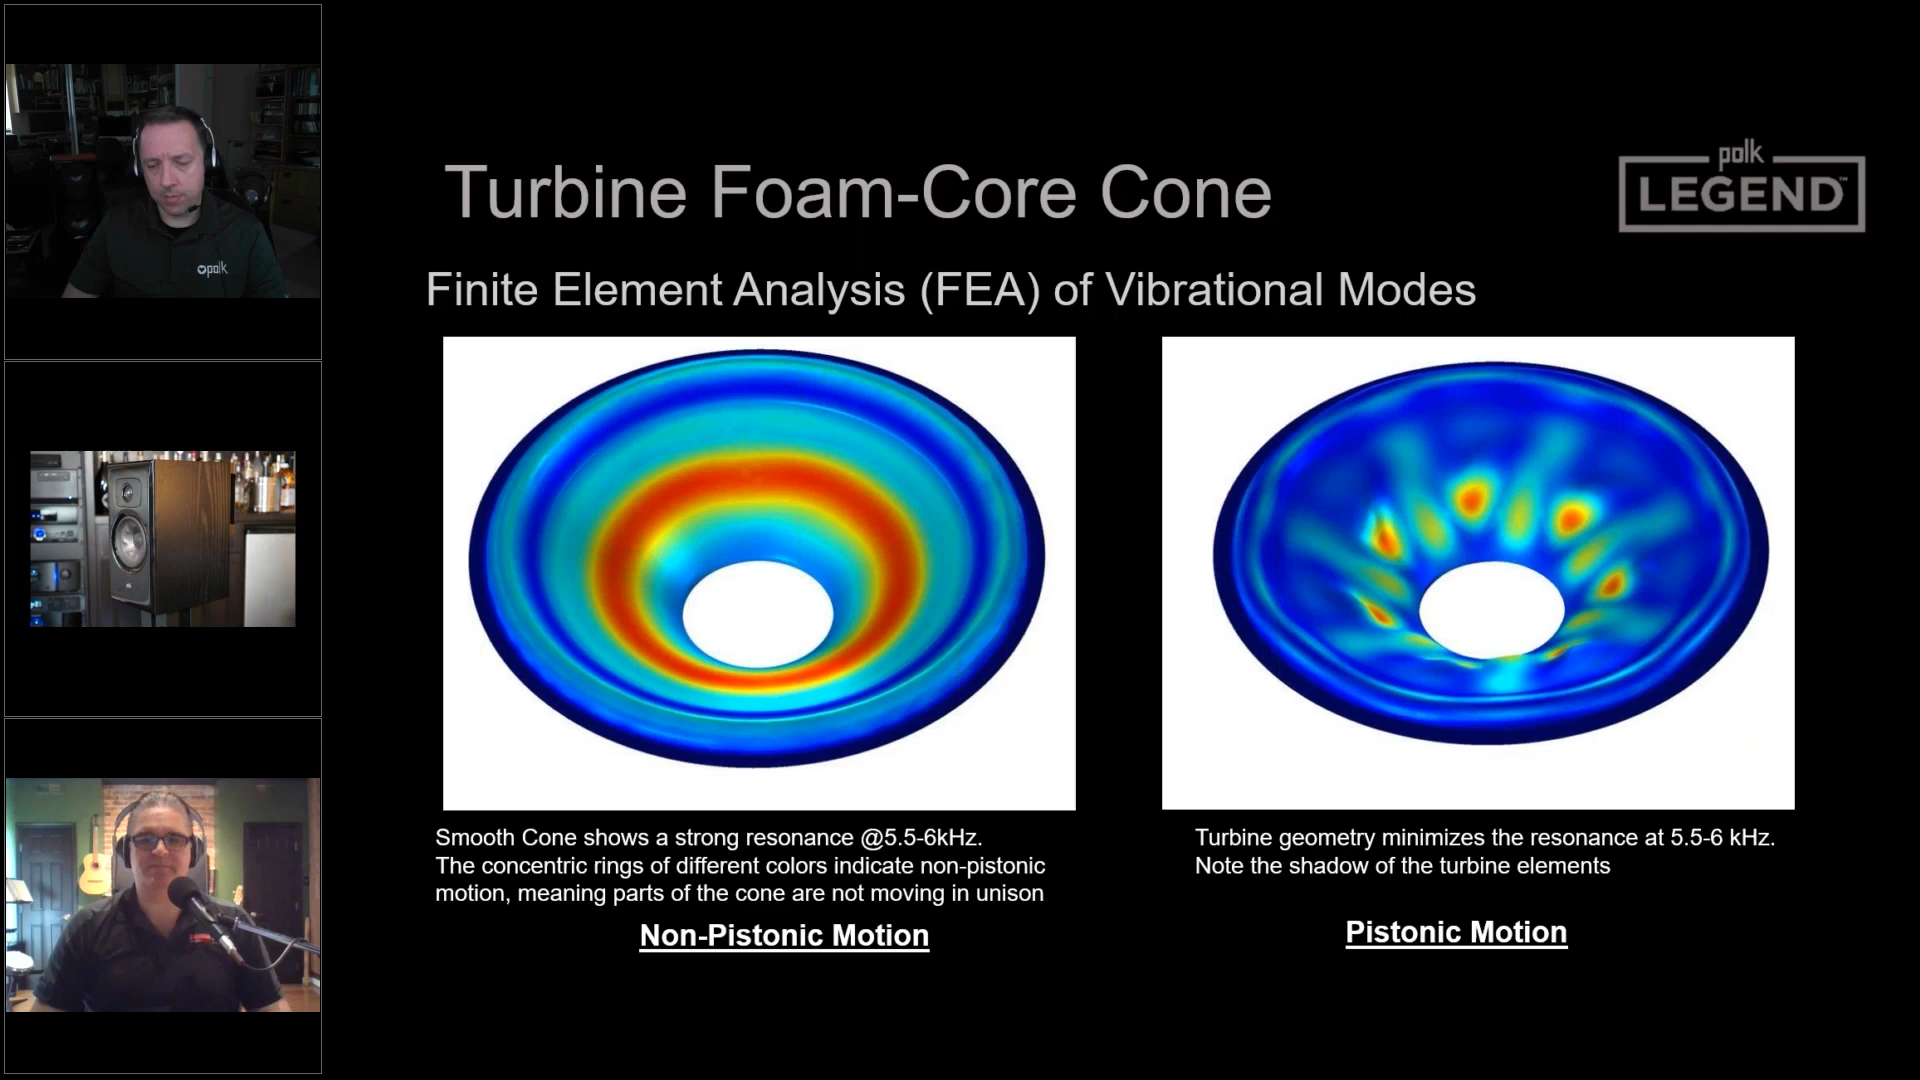 Turbine Foam-Core Cone
polk
LEGEND™
Finite Element Analysis (FEA) of Vibrational Modes
polk
Smooth Cone shows a strong resonance @5.5-6kHz.
The concentric rings of different colors indicate non-pistonic
motion, meaning parts of the cone are not moving in unison
Non-Pistonic Motion
Turbine geometry minimizes the resonance at 5.5-6 kHz.
Note the shadow of the turbine elements
Pistonic Motion